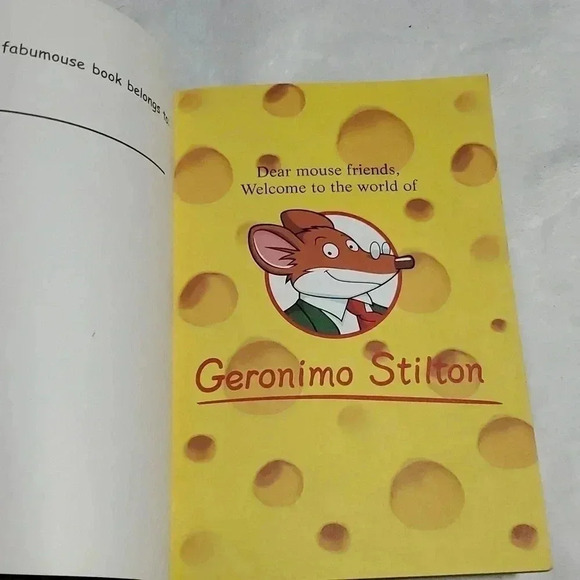 fabumouse book belongs to:
Dear mouse friends,
Welcome to the world of
Geronimo Stilton